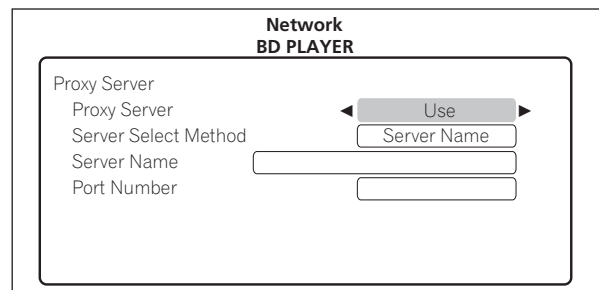 Network
BD PLAYER
Proxy Server
Proxy Server ◄ Use ►
Server Select Method Server Name
Server Name
Port Number